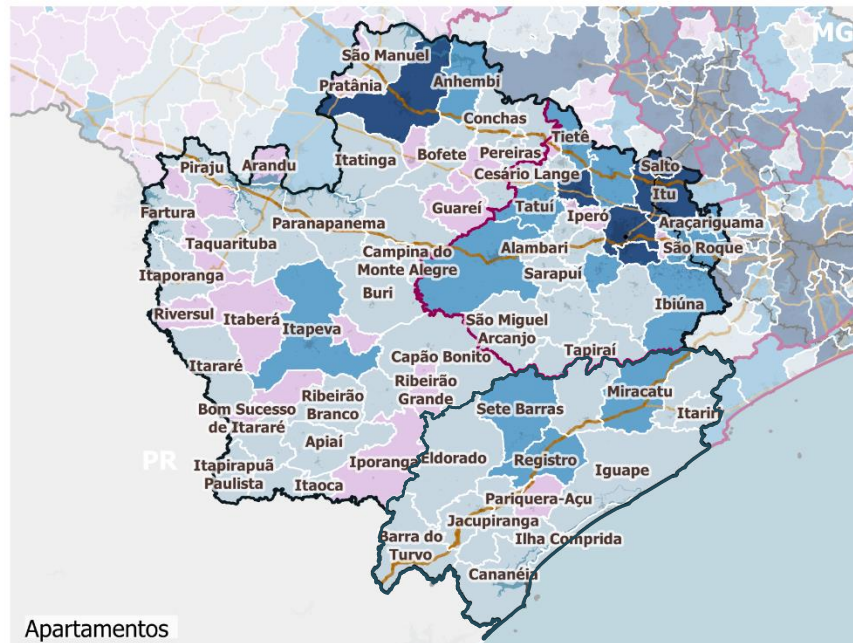 MG
São Manuel
Pratânia
Anhembi
Conchas
Tietê
Piraju
Arandu
Itatinga
Bofete
Pereiras
Salto
Cesário Lange
Itu
Fartura
Guareí
Tatuí
Iperó
Araçariguama
Paranapanema
Taquarituba
Alambari
São Roque
Campina do
Monte Alegre
Itaporanga
Sarapuí
Buri
Ibiúna
Riversul
Itaberá
Itapeva
São Miguel
Arcanjo
Itararé
Capão Bonito
Tapiraí
Ribeirão
Grande
Miracatu
Bom Sucesso
de Itararé
Ribeirão
Branco
Sete Barras
Itariri
Apiaí
PR
Iporanga
Eldorado
Registro
Iguape
Itapirapuã
Paulista
Itaoca
Pariquera-Açu
Jacupiranga
Barra do
Turvo
Ilha Comprida
Cananéia
Apartamentos